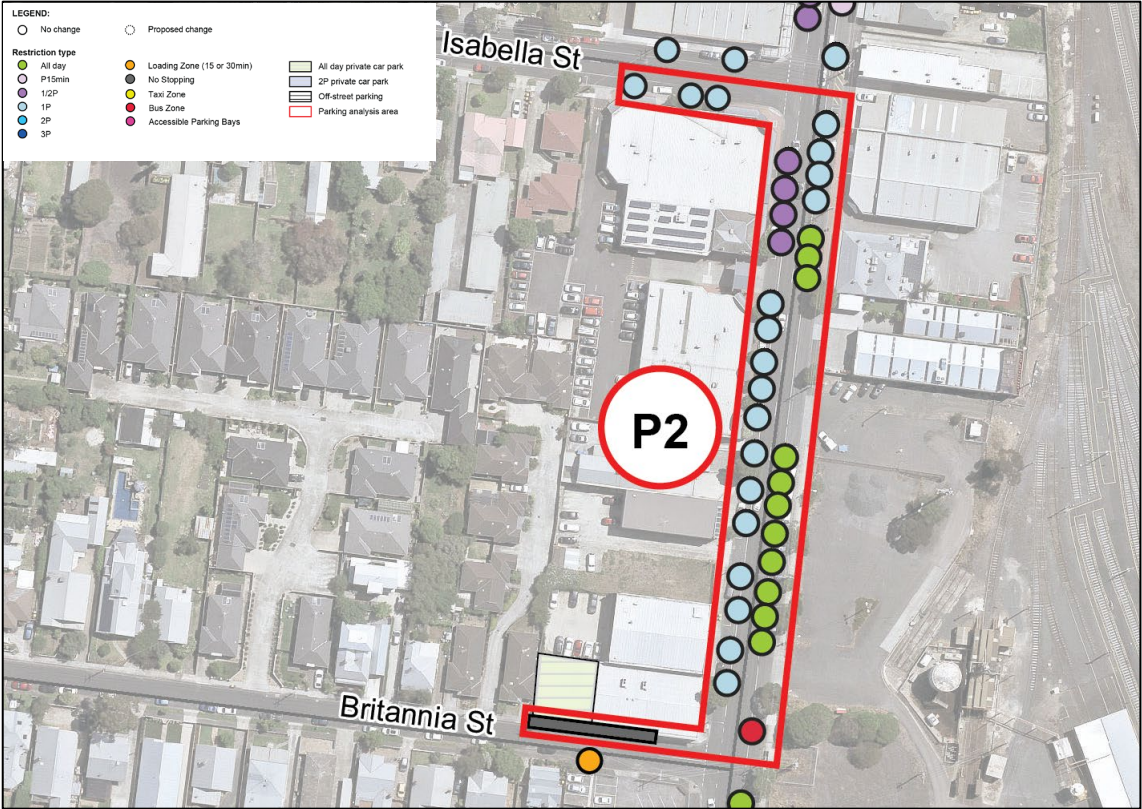 LEGEND:
No change
Proposed change
Restriction type
All day
P15min
1/2P
1P
2P
3P
Loading Zone (15 or 30min)
No Stopping
Taxi Zone
Bus Zone
Accessible Parking Bays
All day private car park
2P private car park
Off-street parking
Parking analysis area
Isabella St
P2
Britannia St